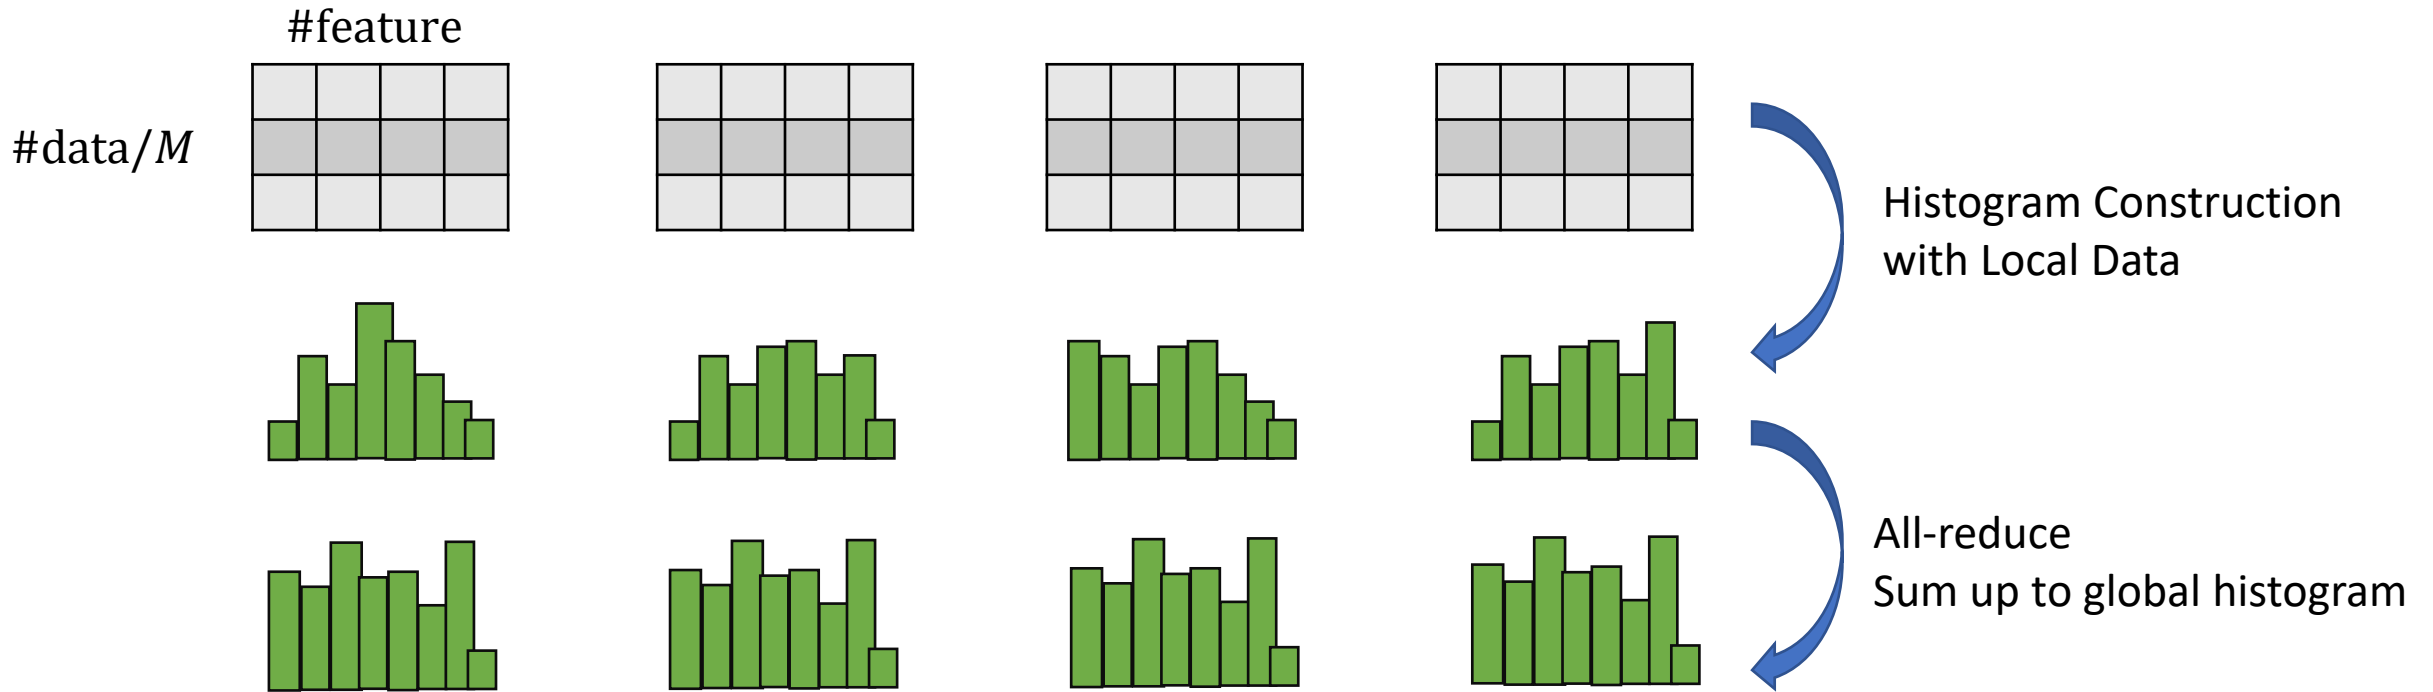 #feature
#data/M
Histogram Construction
with Local Data
All-reduce
Sum up to global histogram